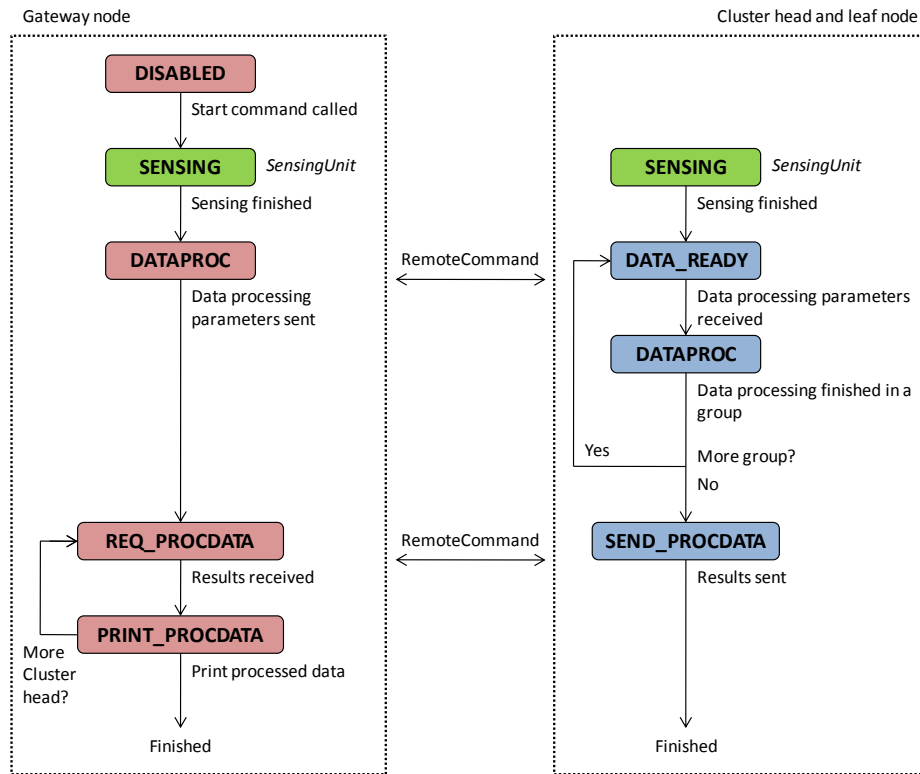 Gateway node
DISABLED
Start command called
SENSING
SensingUnit
Sensing finished
DATAPROC
Data processing
parameters sent
REQ_PROCDATA
Results received
PRINT_PROCDATA
More
Cluster
head?
Print processed data
Finished
RemoteCommand
RemoteCommand
Cluster head and leaf node
SENSING
SensingUnit
Sensing finished
DATA_READY
Data processing parameters
received
DATAPROC
Data processing finished in a
group
Yes
More group?
No
SEND_PROCDATA
Results sent
Finished